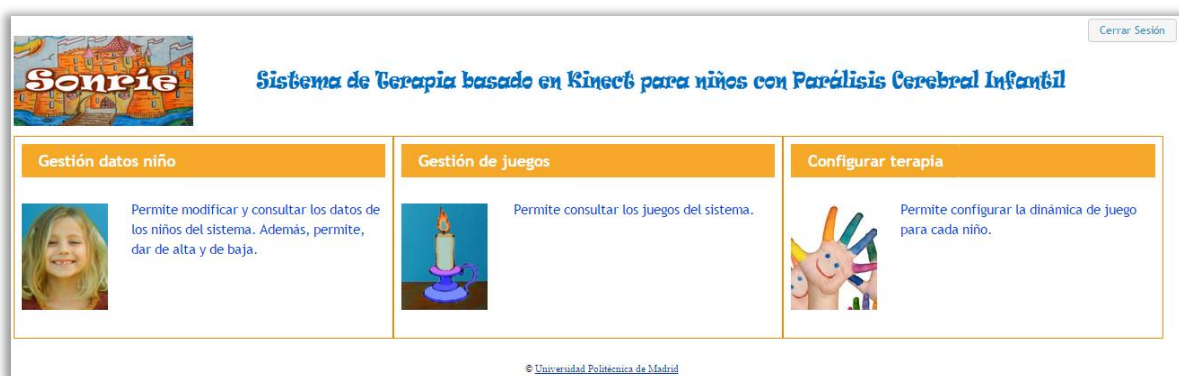 Cerrar Sesión
Sonríe
Sistema de Terapia basado en Kinect para niños con Parálisis Cerebral Infantil
Gestión datos niño
Permite modificar y consultar los datos de
los niños del sistema. Además, permite,
dar de alta y de baja.
Gestión de juegos
Permite consultar los juegos del sistema.
Configurar terapia
Permite configurar la dinámica de juego
para cada niño.
© Universidad Politécnica de Madrid